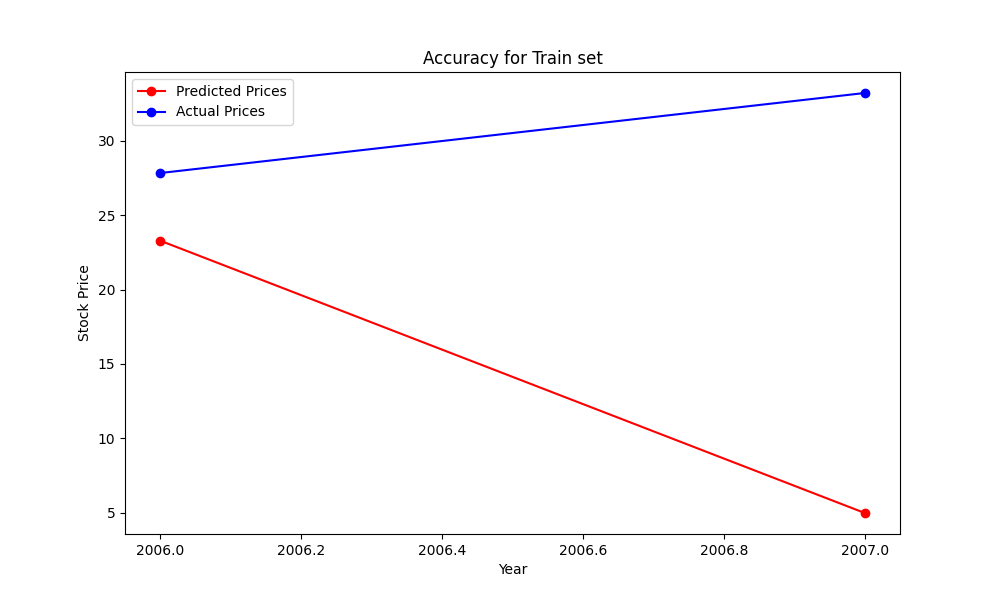 Accuracy for Train set
Predicted Prices
Actual Prices
Stock Price
30
25
20
15
10
5
2006.0 2006.2 2006.4 2006.6 2006.8 2007.0
Year